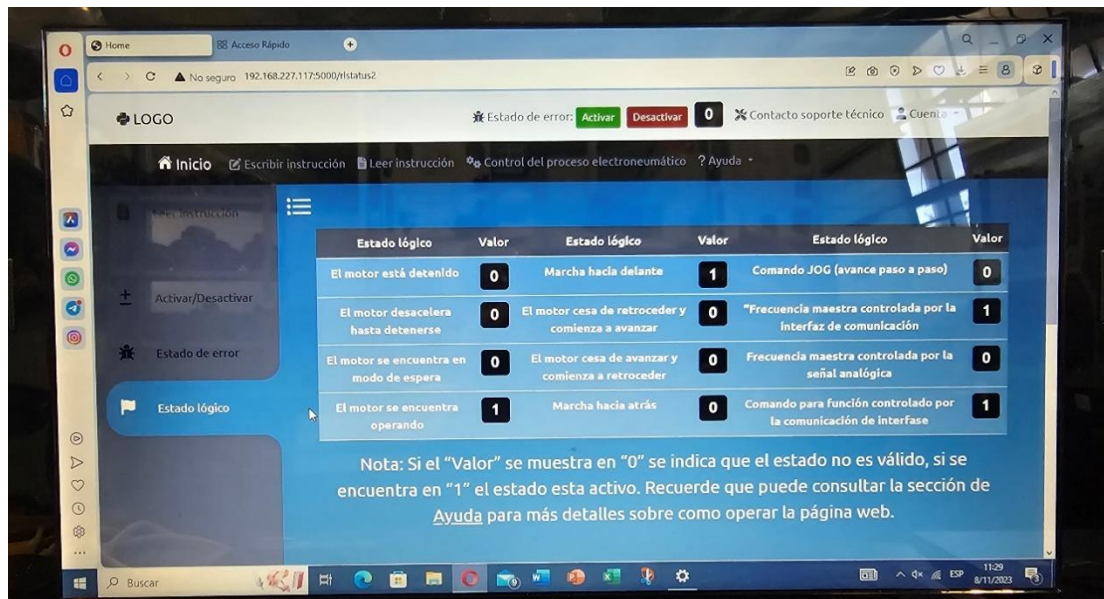 Home
Acceso Rápido
No seguro 192.168.227.117:5000/rlstatus2
LOGO
Estado de error: Activar Desactivar 0 Contacto soporte técnico Cuenta
Inicio Escribir instrucción Leer instrucción Control del proceso electroneumático ? Ayuda
Leer instrucción
Activar/Desactivar
Estado de error
Estado lógico
Estado lógico Valor Estado lógico Valor Estado lógico Valor
El motor está detenido 0 Marcha hacia delante 1 Comando JOG (avance paso a paso) 0
El motor desacelera
hasta detenerse
0
El motor cesa de retroceder y
comienza a avanzar
0
"Frecuencia maestra controlada por la
interfaz de comunicación
1
El motor se encuentra en
modo de espera
0
El motor cesa de avanzar y
comienza a retroceder
0
Frecuencia maestra controlada por la
señal analógica
0
El motor se encuentra
operando
1
Marcha hacia atrás
0
Comando para función controlado por
la comunicación de interfase
1
Nota: Si el "Valor" se muestra en "0" se indica que el estado no es válido, si se
encuentra en "1" el estado esta activo. Recuerde que puede consultar la sección de
Ayuda para más detalles sobre como operar la página web.
Buscar
ESP
11:29
8/11/2023